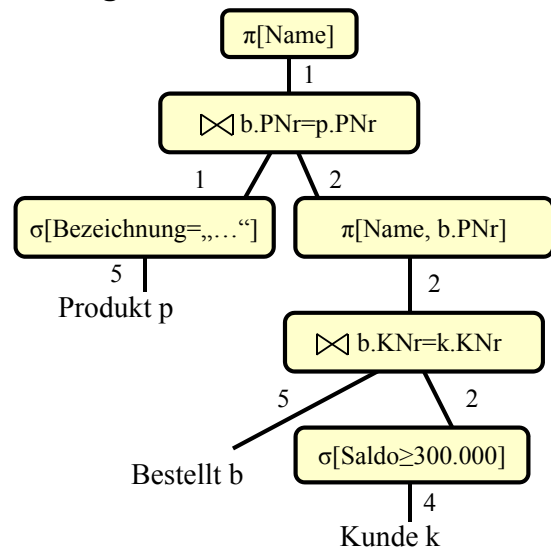 π[Name]
1
⋈ b.PNr=p.PNr
1 2
σ[Bezeichnung=„…“] π[Name, b.PNr]
5 2
Produkt p
⋈ b.KNr=k.KNr
5 2
Bestellt b σ[Saldo≥300.000]
4
Kunde k